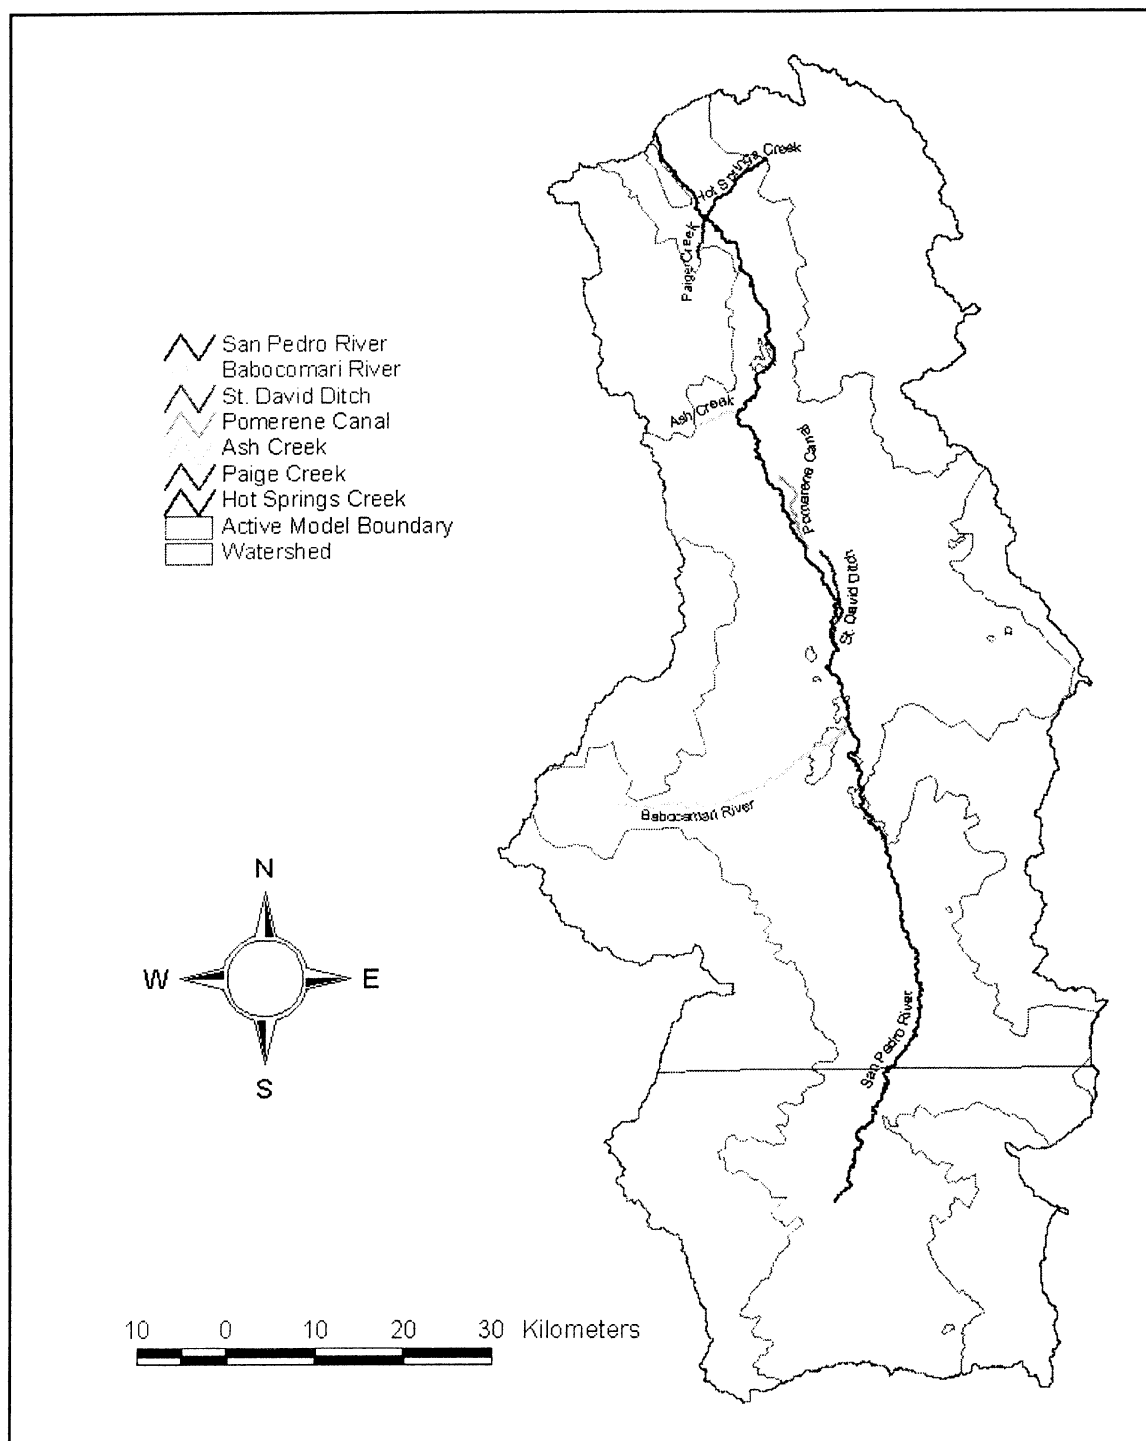 Hot Springs Creek
Paige Creek
San Pedro River
Babocomari River
St. David Ditch
Pomerene Canal
Ash Creek
Paige Creek
Hot Springs Creek
Active Model Boundary
Watershed
Ash Creek
Pomerene Canal
St. David Ditch
Babocamari River
N
W
E
S
San Pedro River
10 0 10 20 30 Kilometers